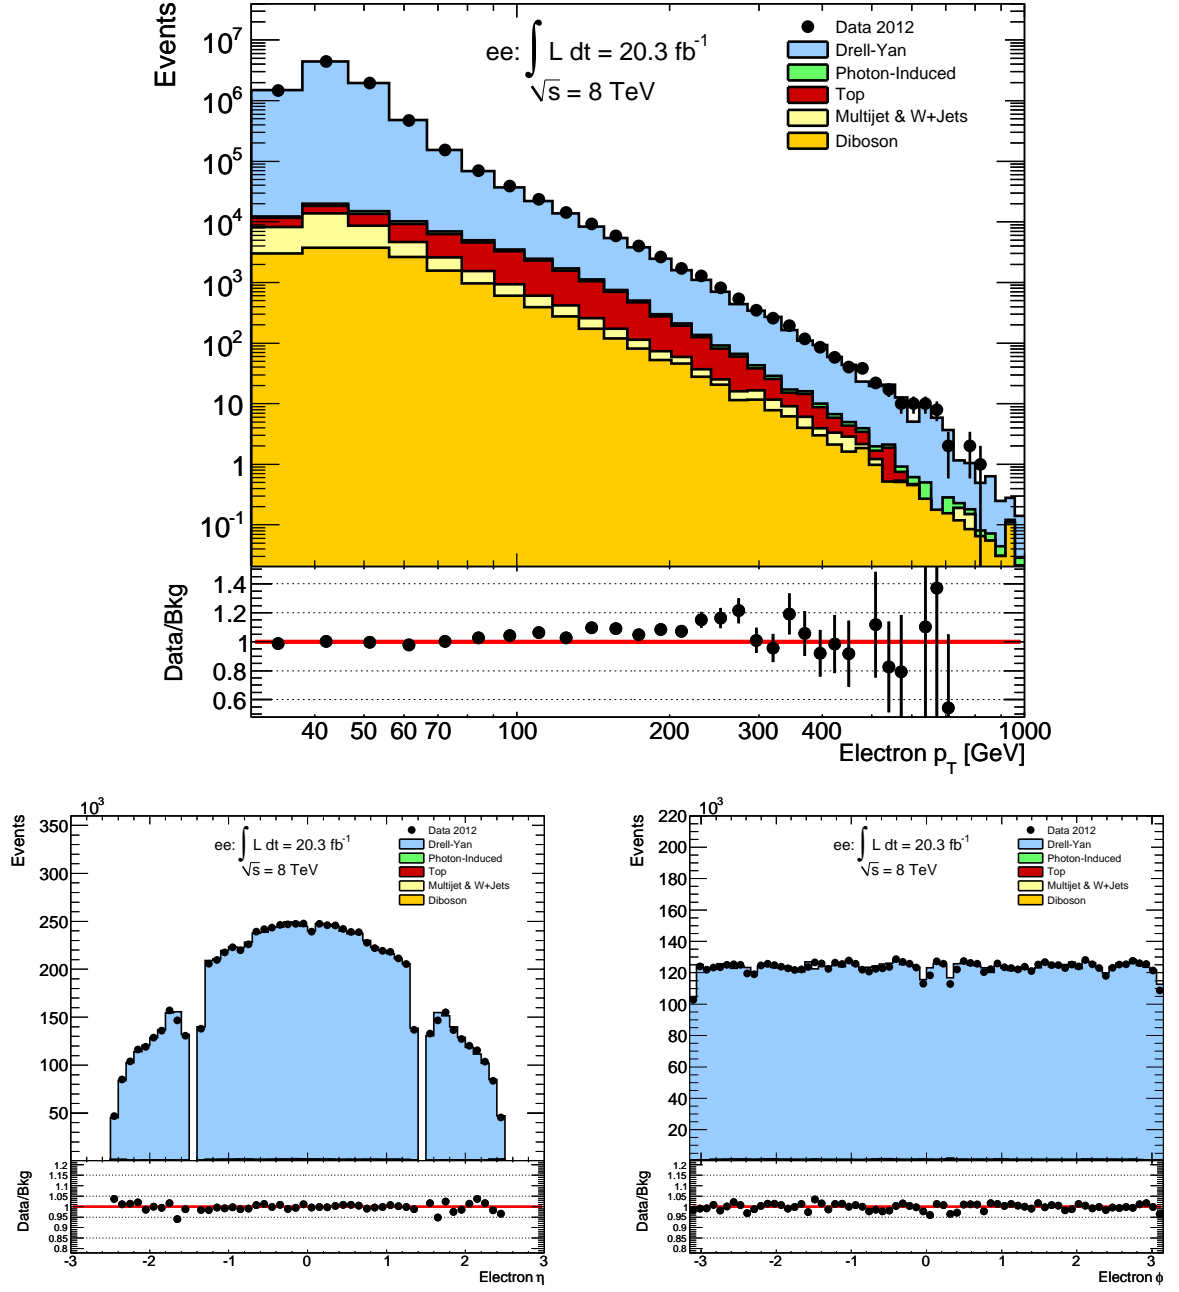 Events
10^7
10^6
10^5
10^4
10^3
10^2
10
1
10^-1
ee: ∫ L dt = 20.3 fb^-1
√s = 8 TeV
Data 2012
Drell-Yan
Photon-Induced
Top
Multijet & W+Jets
Diboson
Data/Bkg
1.4
1.2
1
0.8
0.6
40 50 60 70 100 200 300 400 1000
Electron p_T [GeV]
10^3
Events
350
300
250
200
150
100
50
ee: ∫ L dt = 20.3 fb^-1
√s = 8 TeV
Data 2012
Drell-Yan
Photon-Induced
Top
Multijet & W+Jets
Diboson
Data/Bkg
1.2
1.15
1.1
1.05
1
0.95
0.9
0.85
0.8
-3 -2 -1 0 1 2 3
Electron η
10^3
Events
220
200
180
160
140
120
100
80
60
40
20
ee: ∫ L dt = 20.3 fb^-1
√s = 8 TeV
Data 2012
Drell-Yan
Photon-Induced
Top
Multijet & W+Jets
Diboson
Data/Bkg
1.2
1.15
1.1
1.05
1
0.95
0.9
0.85
0.8
-3 -2 -1 0 1 2 3
Electron ϕ